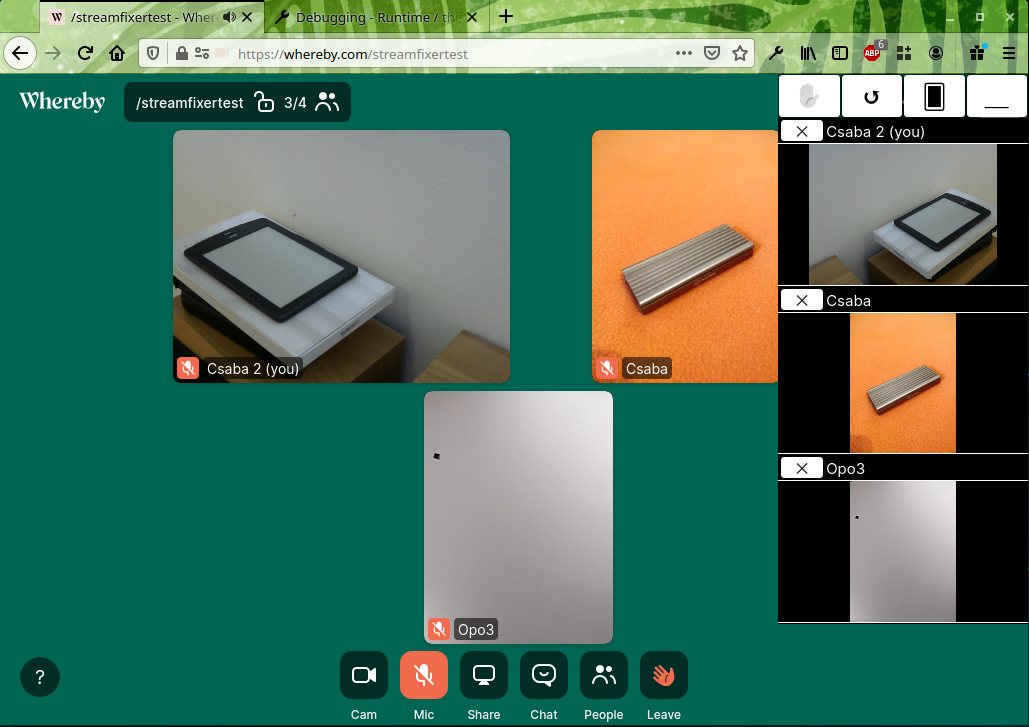 /streamfixertest - Wher
Debugging - Runtime / thi
https://whereby.com/streamfixertest
ABP
6
Whereby
/streamfixertest
3/4
Csaba 2 (you)
Csaba 2 (you)
Csaba
Csaba
Opo3
Opo3
?
Cam
Mic
Share
Chat
People
Leave